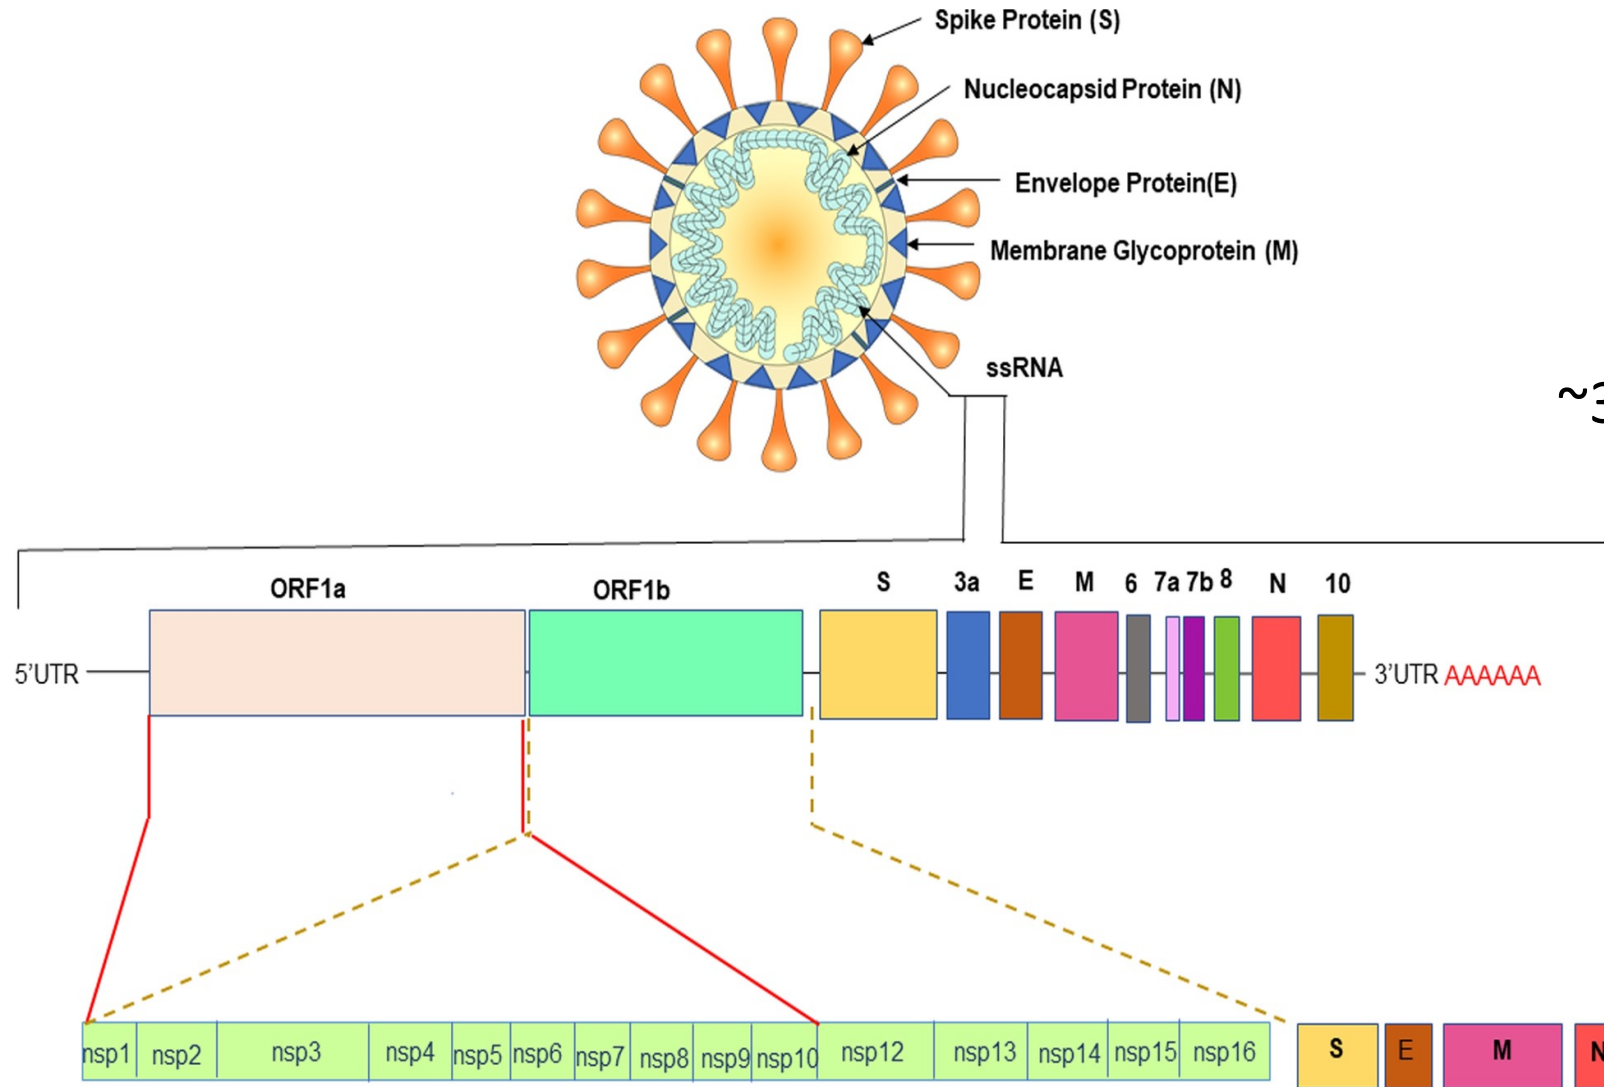 Spike Protein (S)
Nucleocapsid Protein (N)
Envelope Protein(E)
Membrane Glycoprotein (M)
ssRNA
~3
ORF1a ORF1b S 3a E M 6 7a 7b 8 N 10
5’UTR 3’UTR AAAAAA
nsp1 nsp2 nsp3 nsp4 nsp5 nsp6 nsp7 nsp8 nsp9 nsp10 nsp12 nsp13 nsp14 nsp15 nsp16 S E M N